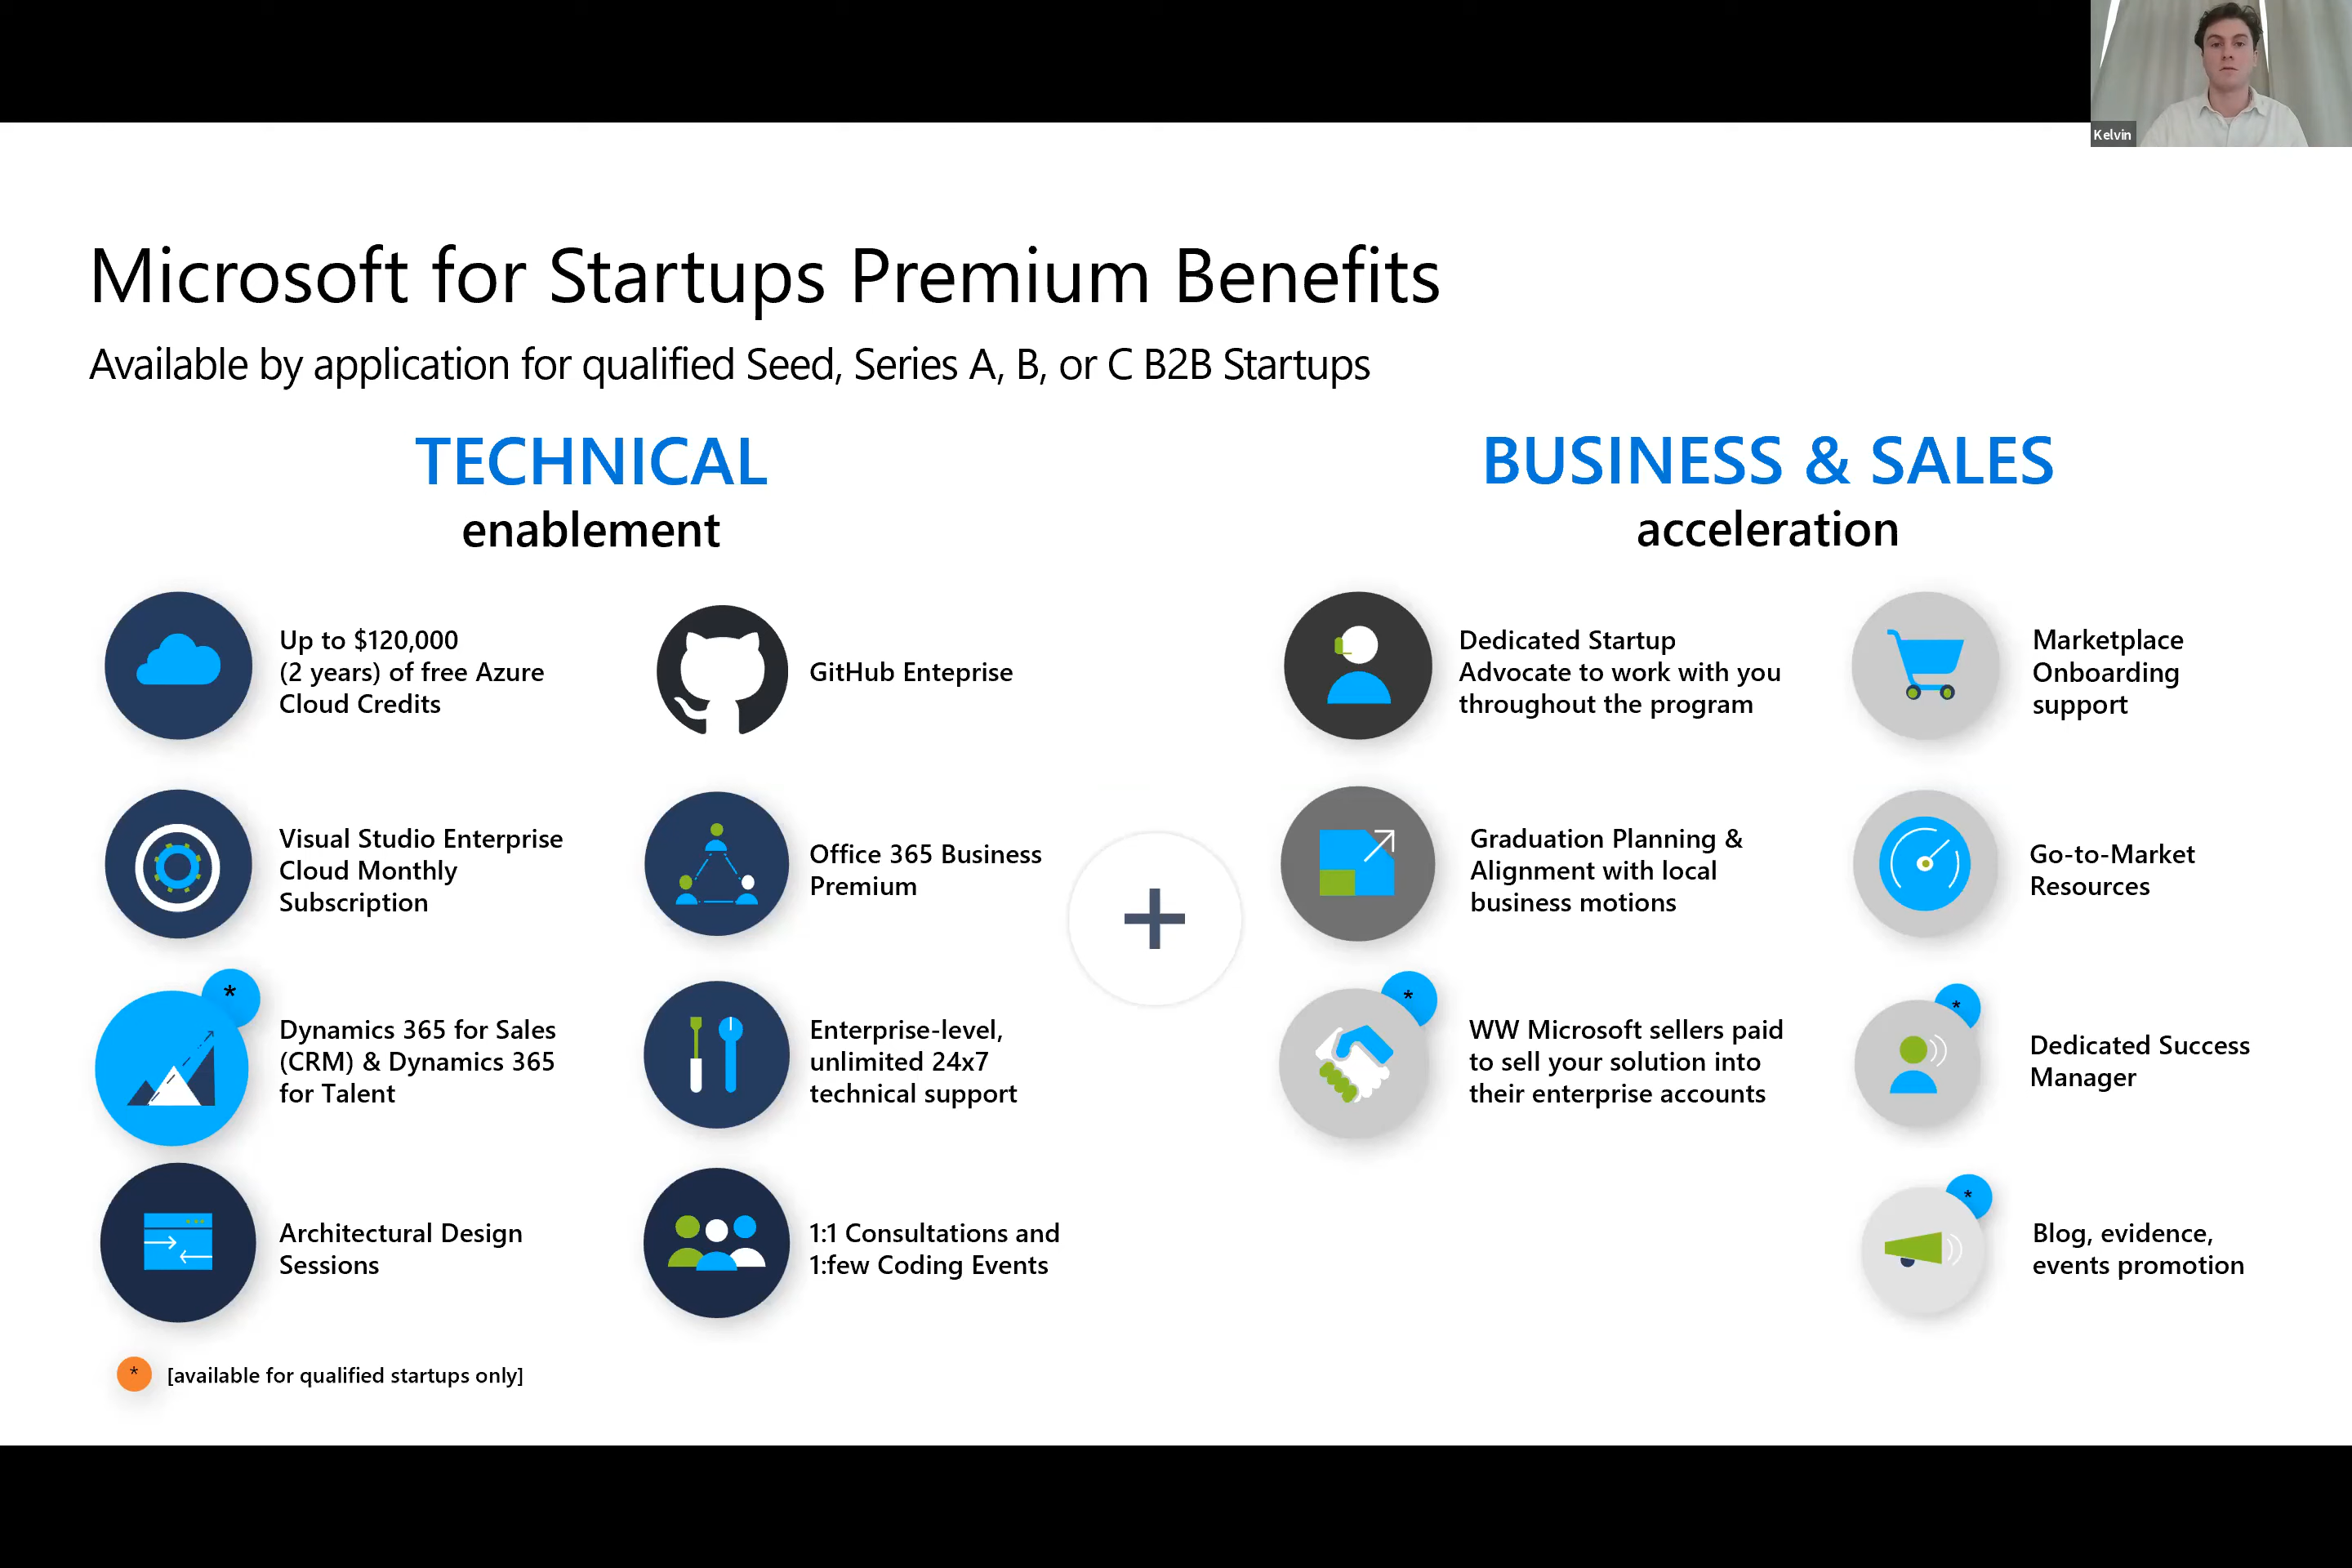 Kelvin
Microsoft for Startups Premium Benefits
Available by application for qualified Seed, Series A, B, or C B2B Startups
TECHNICAL
enablement
Up to $120,000
(2 years) of free Azure
Cloud Credits
GitHub Enteprise
Visual Studio Enterprise
Cloud Monthly
Subscription
Office 365 Business
Premium
*
Dynamics 365 for Sales
(CRM) & Dynamics 365
for Talent
Enterprise-level,
unlimited 24x7
technical support
Architectural Design
Sessions
1:1 Consultations and
1:few Coding Events
+
BUSINESS & SALES
acceleration
Dedicated Startup
Advocate to work with you
throughout the program
Marketplace
Onboarding
support
Graduation Planning &
Alignment with local
business motions
Go-to-Market
Resources
*
WW Microsoft sellers paid
to sell your solution into
their enterprise accounts
*
Dedicated Success
Manager
*
Blog, evidence,
events promotion
* [available for qualified startups only]